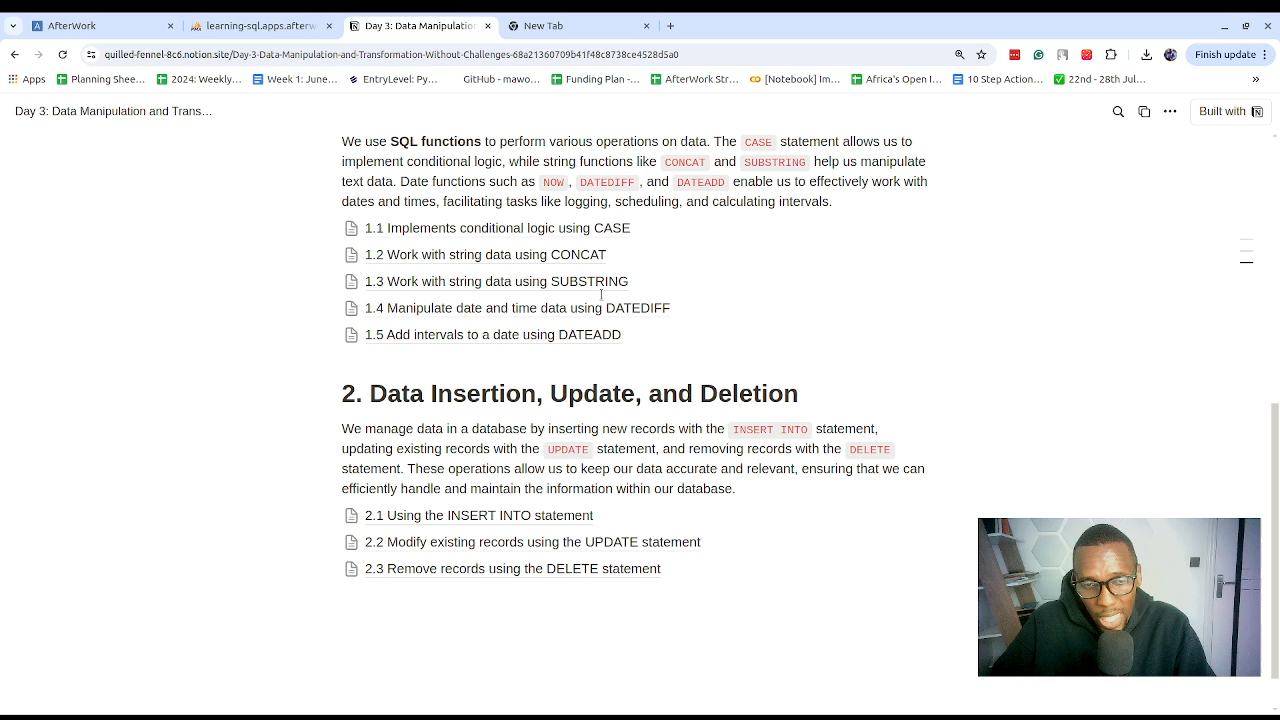 AfterWork
learning-sql.apps.afterw
Day 3: Data Manipulatio
New Tab
quilled-fennel-8c6.notion.site/Day-3-Data-Manipulation-and-Transformation-Without-Challenges-68a21360709b41f48c8738ce4528d5a0
Finish update
Apps
Planning Shee...
2024: Weekly...
Week 1: June...
EntryLevel: Py...
GitHub - mawo...
Funding Plan -...
AfterWork Str...
[Notebook] Im...
Africa's Open I...
10 Step Action...
22nd - 28th Jul...
Day 3: Data Manipulation and Trans...
Built with
We use SQL functions to perform various operations on data. The CASE statement allows us to
implement conditional logic, while string functions like CONCAT and SUBSTRING help us manipulate
text data. Date functions such as NOW, DATEDIFF, and DATEADD enable us to effectively work with
dates and times, facilitating tasks like logging, scheduling, and calculating intervals.
1.1 Implements conditional logic using CASE
1.2 Work with string data using CONCAT
1.3 Work with string data using SUBSTRING
1.4 Manipulate date and time data using DATEDIFF
1.5 Add intervals to a date using DATEADD
2. Data Insertion, Update, and Deletion
We manage data in a database by inserting new records with the INSERT INTO statement,
updating existing records with the UPDATE statement, and removing records with the DELETE
statement. These operations allow us to keep our data accurate and relevant, ensuring that we can
efficiently handle and maintain the information within our database.
2.1 Using the INSERT INTO statement
2.2 Modify existing records using the UPDATE statement
2.3 Remove records using the DELETE statement